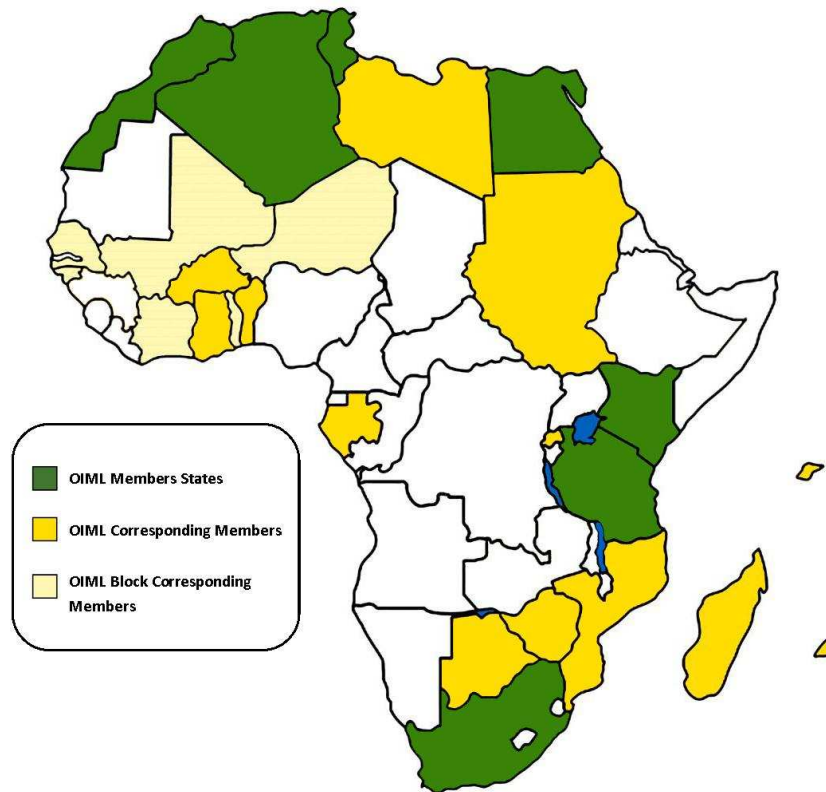 OIML Members States
OIML Corresponding Members
OIML Block Corresponding
Members